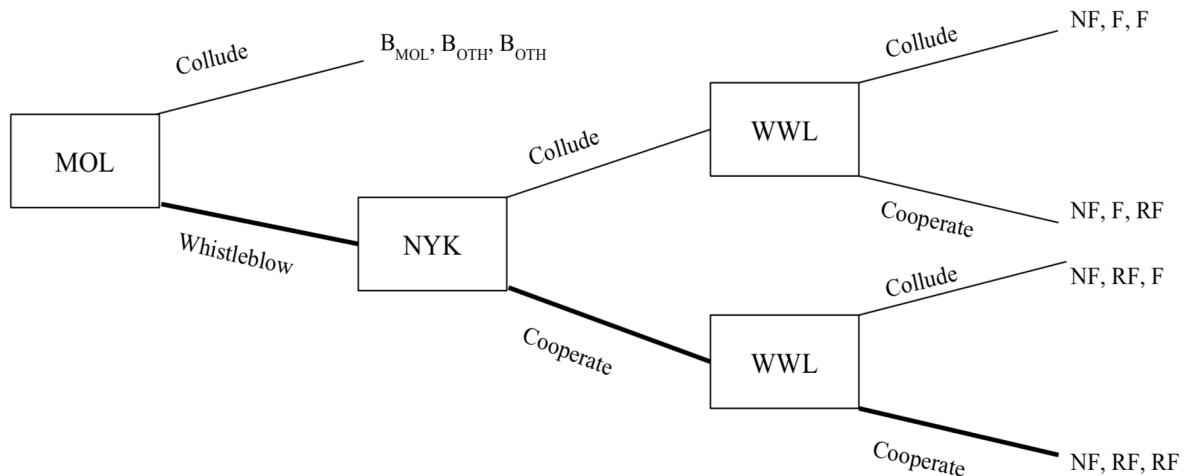 Collude
B_MOL, B_OTH, B_OTH
MOL
Whistleblow
NYK
Collude
Cooperate
WWL
Collude
NF, F, F
Cooperate
NF, F, RF
WWL
Collude
NF, RF, F
Cooperate
NF, RF, RF